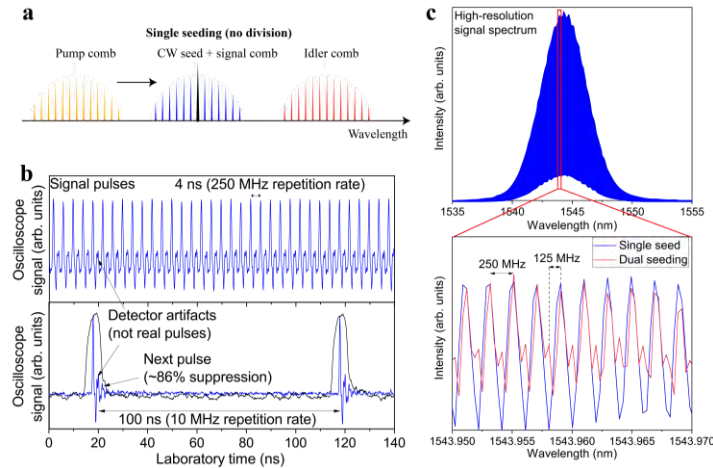 a
Single seeding (no division)
Pump comb
CW seed + signal comb
Idler comb
Wavelength
b
Signal pulses
4 ns (250 MHz repetition rate)
Oscilloscope
signal (arb. units)
Detector artifacts
(not real pulses)
Next pulse
(~86% suppression)
100 ns (10 MHz repetition rate)
Oscilloscope
signal (arb. units)
0 20 40 60 80 100 120 140
Laboratory time (ns)
c
High-resolution
signal spectrum
Intensity (arb. units)
1535 1540 1545 1550 1555
Wavelength (nm)
Single seed
Dual seeding
250 MHz
125 MHz
Intensity (arb. units)
1543.950 1543.955 1543.960 1543.965 1543.970
Wavelength (nm)